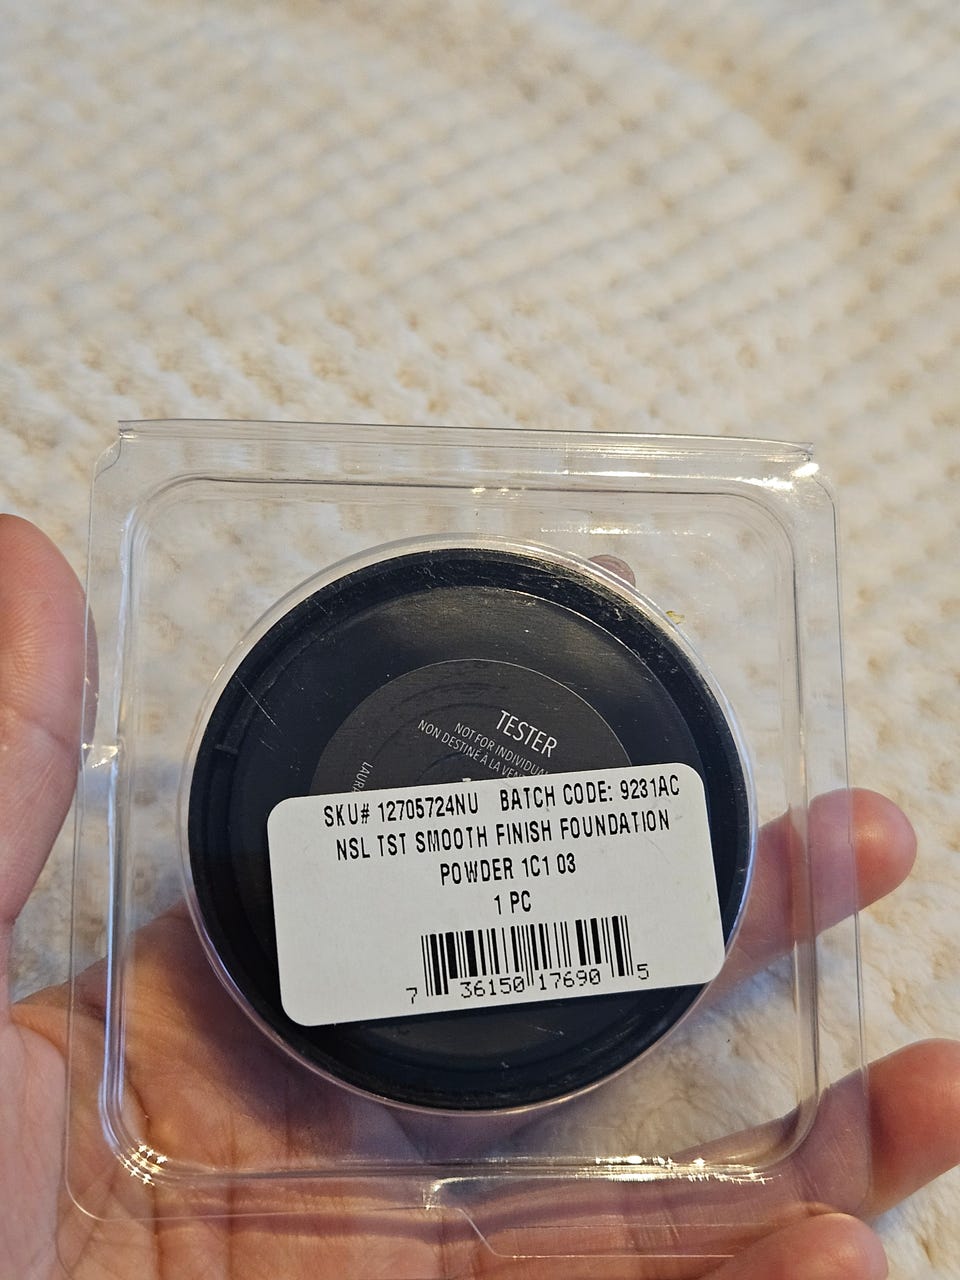 TESTER
NOT FOR INDIVIDUAL
NON DESTINÉ À LA
SKU# 12705724NU BATCH CODE: 9231AC
NSL TST SMOOTH FINISH FOUNDATION
POWDER 1C1 03
1 PC
7 36150 17690 5